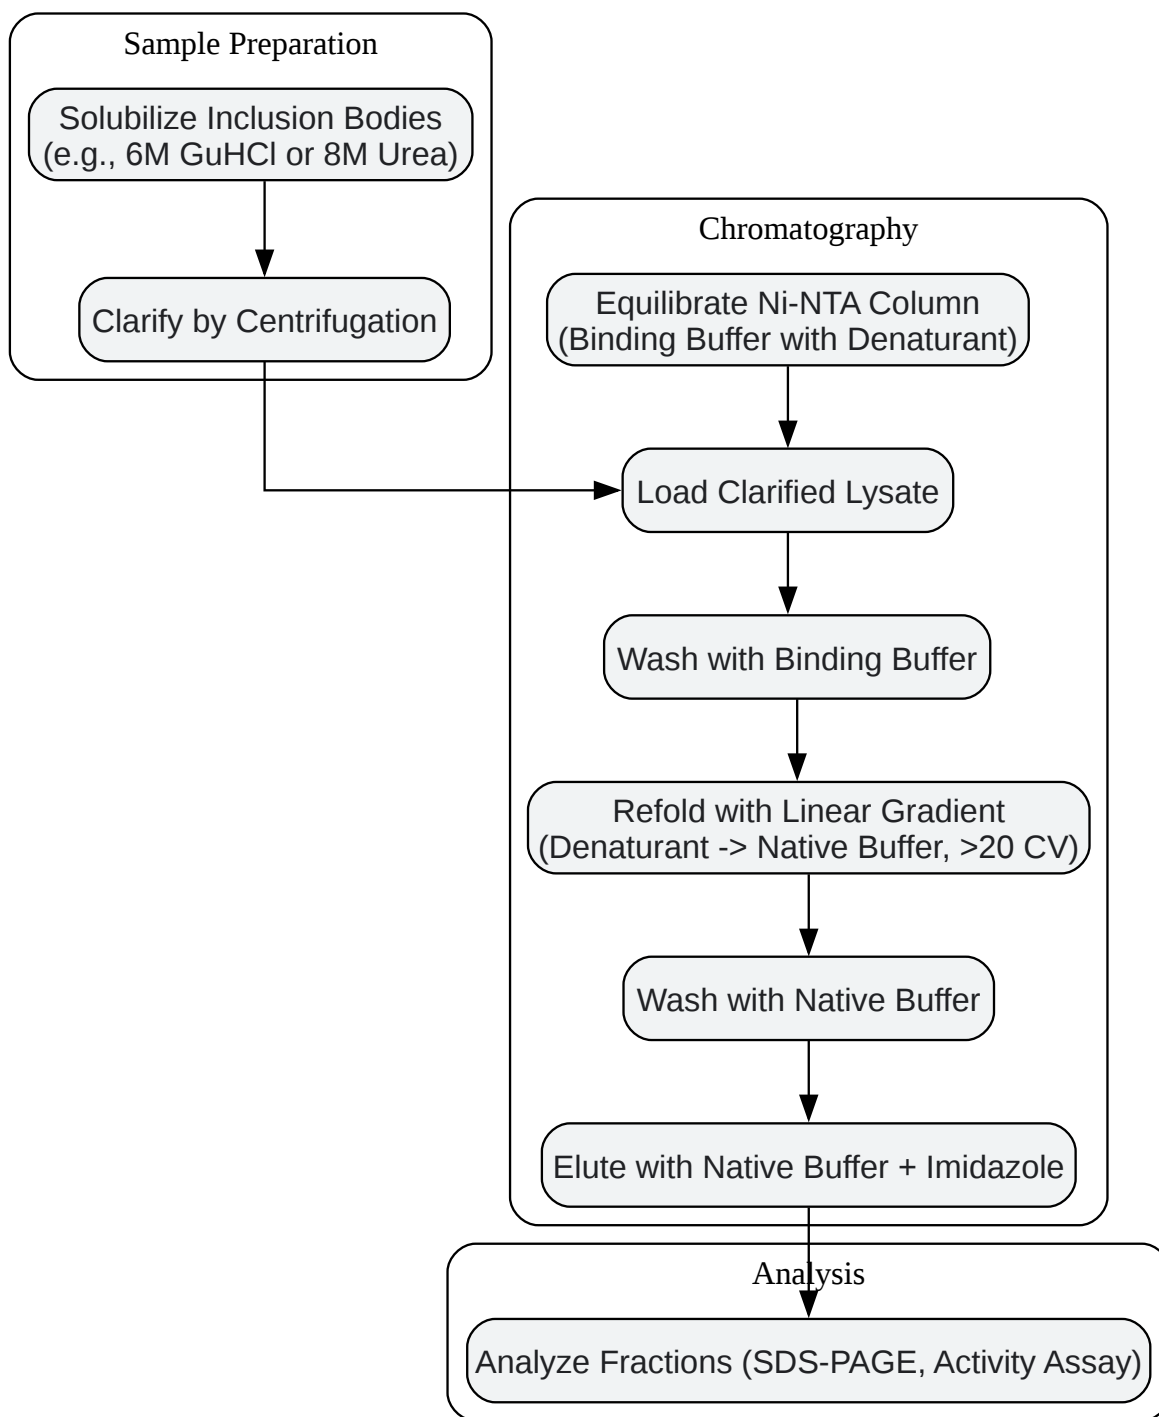 Sample Preparation
Solubilize Inclusion Bodies
(e.g., 6M GuHCl or 8M Urea)
Clarify by Centrifugation
Chromatography
Equilibrate Ni-NTA Column
(Binding Buffer with Denaturant)
Load Clarified Lysate
Wash with Binding Buffer
Refold with Linear Gradient
(Denaturant -> Native Buffer, >20 CV)
Wash with Native Buffer
Elute with Native Buffer + Imidazole
Analysis
Analyze Fractions (SDS-PAGE, Activity Assay)